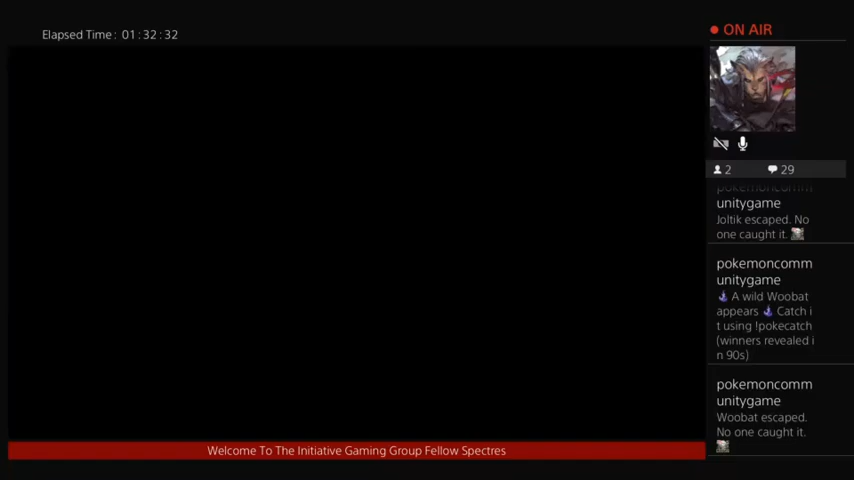 Elapsed Time: 01:32:32
ON AIR
2 29
pokemoncomm
unitygame
Joltik escaped. No
one caught it.
pokemoncomm
unitygame
A wild Woobat
appears Catch i
t using !pokecatch
(winners revealed i
n 90s)
pokemoncomm
unitygame
Woobat escaped.
No one caught it.
Welcome To The Initiative Gaming Group Fellow Spectres